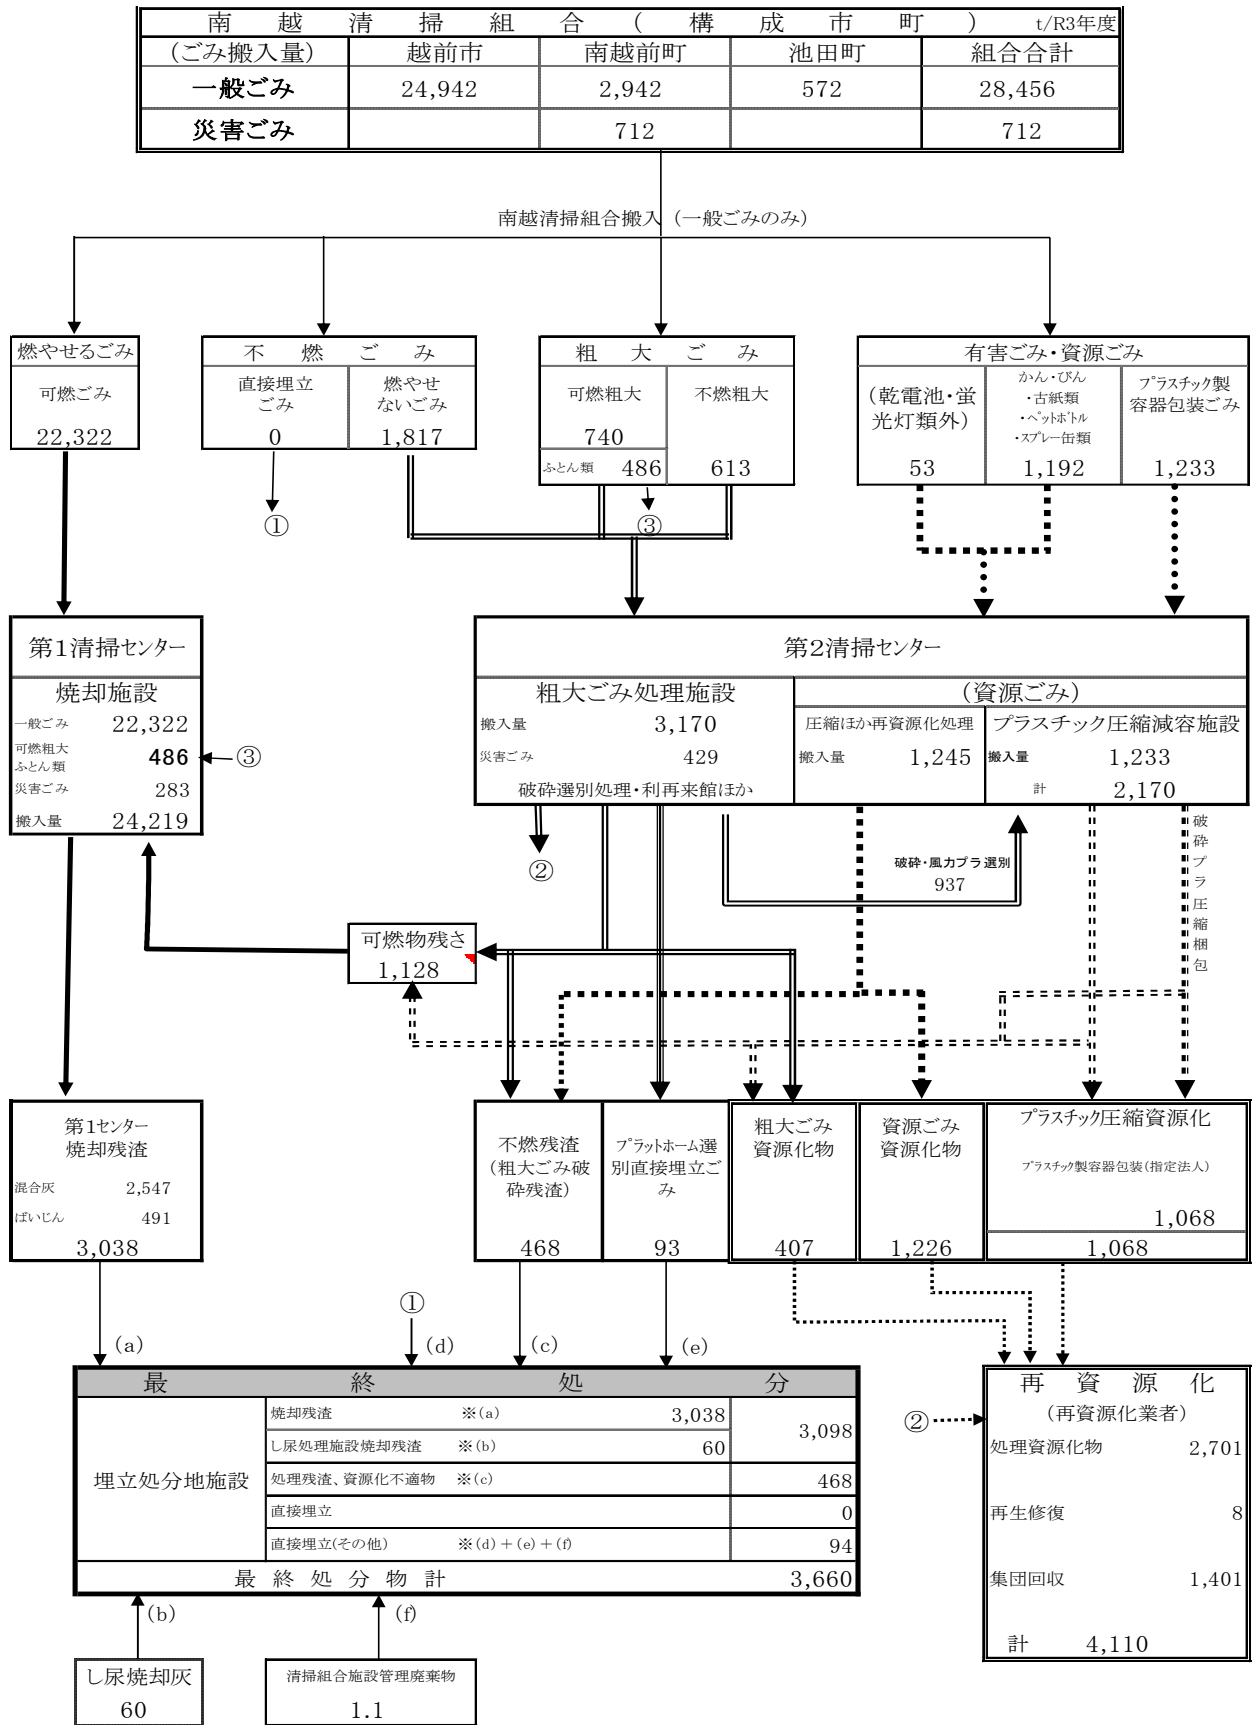 南越清掃組合(構成市町) t/R3年度
(ごみ搬入量) 越前市 南越前町 池田町 組合合計
一般ごみ 24,942 2,942 572 28,456
災害ごみ 712 712
南越清掃組合搬入 (一般ごみのみ)
燃やせるごみ
可燃ごみ
22,322
不燃ごみ
直接埋立
ごみ
0
燃やせ
ないごみ
1,817
①
粗大ごみ
可燃粗大
740
ふとん類 486
不燃粗大
613
③
有害ごみ・資源ごみ
(乾電池・蛍
光灯類外)
53
かん・びん
・古紙類
・ペットボトル
・スプレー缶類
1,192
プラスチック製
容器包装ごみ
1,233
第1清掃センター
焼却施設
一般ごみ 22,322
可燃粗大
ふとん類 486
③
災害ごみ 283
搬入量 24,219
第2清掃センター
粗大ごみ処理施設
搬入量 3,170
災害ごみ 429
破砕選別処理・利再来館ほか
(資源ごみ)
圧縮ほか再資源化処理
搬入量 1,245
プラスチック圧縮減容施設
搬入量 1,233
計 2,170
②
破砕・風力プラ選別
937
破砕プラ圧縮梱包
可燃物残さ
1,128
第1センター
焼却残渣
混合灰 2,547
ばいじん 491
3,038
不燃残渣
(粗大ごみ破
砕残渣)
468
プラットホーム選
別直接埋立ご
み
93
粗大ごみ
資源化物
407
資源ごみ
資源化物
1,226
プラスチック圧縮資源化
プラスチック製容器包装(指定法人)
1,068
1,068
①
(a) (d) (c) (e)
最終処分
埋立処分地施設
焼却残渣 ※(a) 3,038
し尿処理施設焼却残渣 ※(b) 60
3,098
処理残渣、資源化不適物 ※(c) 468
直接埋立 0
直接埋立(その他) ※(d)+(e)+(f) 94
最終処分物計 3,660
(b) (f)
し尿焼却灰
60
清掃組合施設管理廃棄物
1.1
②
再資源化
(再資源化業者)
処理資源化物 2,701
再生修復 8
集団回収 1,401
計 4,110